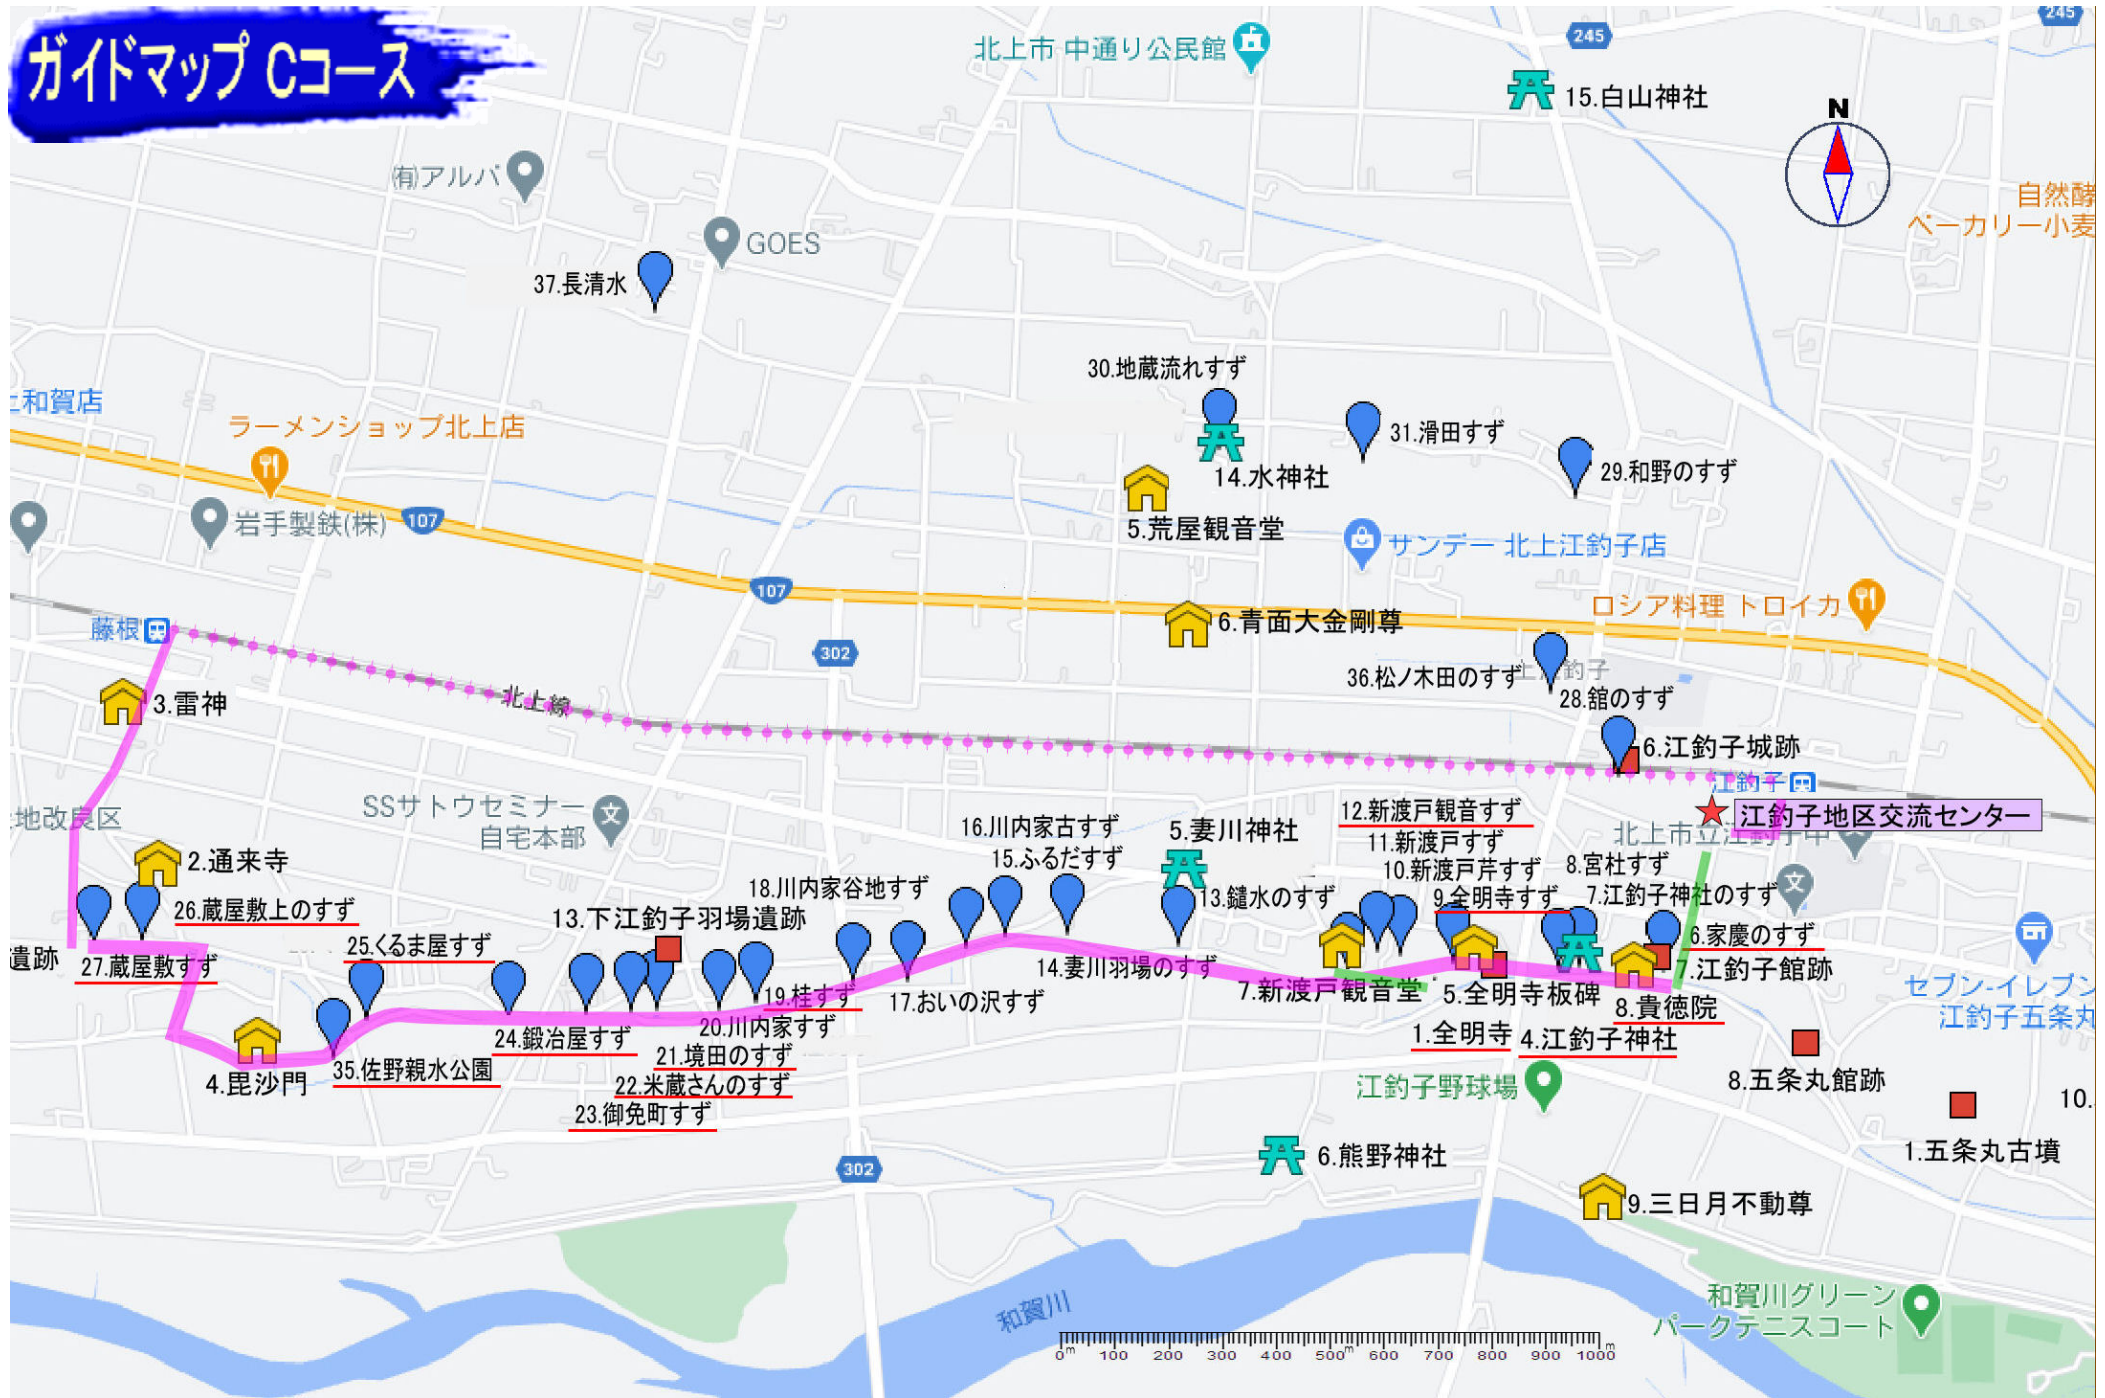 ガイドマップ Cコース
北上市 中通り公民館
245
245
15.白山神社
N
(有)アルバ
GOES
自然酵
ベーカリー小麦
37.長清水
30.地蔵流れすず
和賀店
ラーメンショップ北上店
31.滑田すず
14.水神社
29.和野のすず
岩手製鉄(株)
107
5.荒屋観音堂
サンデー 北上江釣子店
107
ロシア料理 トロイカ
藤根
302
6.青面大金剛尊
36.松ノ木田のすず
上江釣子
28.舘のすず
3.雷神
北上線
6.江釣子城跡
江釣子
江釣子地区交流センター
地改良区
SSサトウセミナー
自宅本部
16.川内家古すず
15.ふるだすず
5.妻川神社
12.新渡戸観音すず
11.新渡戸すず
10.新渡戸芹すず
9.全明寺すず
8.宮杜すず
7.江釣子神社のすず
北上市立江釣子中
2.通来寺
26.蔵屋敷上のすず
18.川内家谷地すず
13.鑓水のすず
13.下江釣子羽場遺跡
6.家慶のすず
25.くるま屋すず
遺跡
27.蔵屋敷すず
14.妻川羽場のすず
7.江釣子館跡
19.桂すず
17.おいの沢すず
7.新渡戸観音堂
5.全明寺板碑
8.貴徳院
セブン-イレブン
江釣子五条丸
24.鍛冶屋すず
20.川内家すず
1.全明寺
4.江釣子神社
21.境田のすず
4.毘沙門
35.佐野親水公園
22.米蔵さんのすず
23.御免町すず
江釣子野球場
8.五条丸館跡
10.
1.五条丸古墳
302
6.熊野神社
9.三日月不動尊
和賀川
和賀川グリーン
パークテニスコート
0m 100 200 300 400 500m 600 700 800 900 1000m